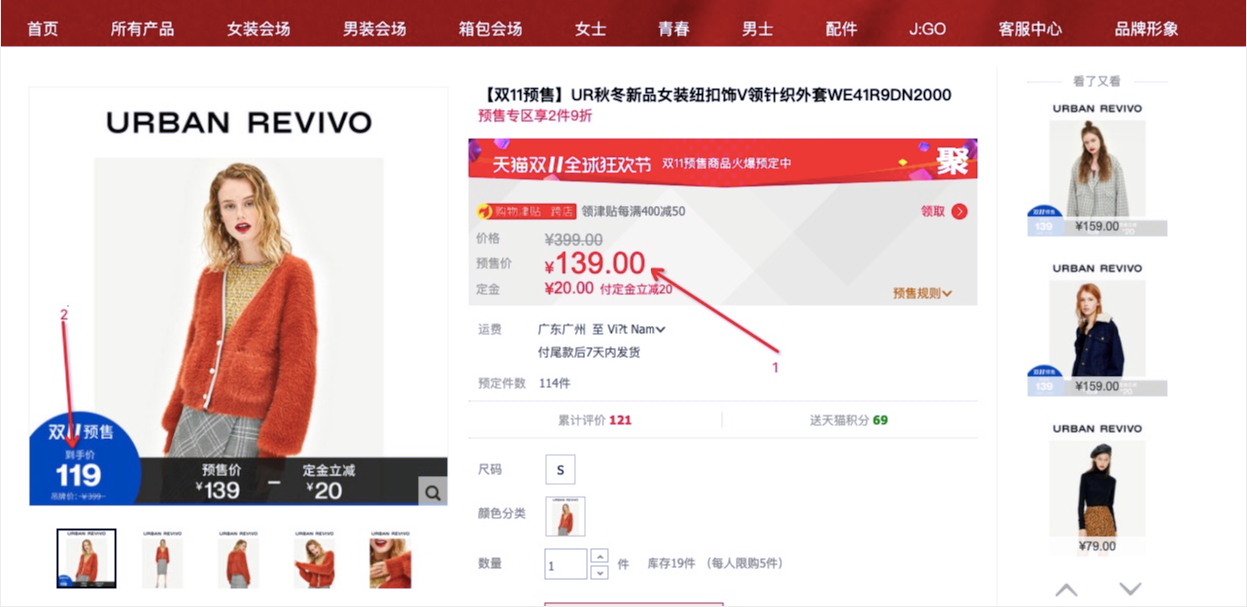 首页 所有产品 女装会场 男装会场 箱包会场 女士 青春 男士 配件 J:GO 客服中心 品牌形象
URBAN REVIVO
2
双11预售
到手价
119
吊牌价:¥399
预售价
¥139
-
定金立减
¥20
URBAN REVIVO
URBAN REVIVO
URBAN REVIVO
URBAN REVIVO
URBAN REVIVO
【双11预售】UR秋冬新品女装纽扣饰V领针织外套WE41R9DN2000
预售专区享2件9折
天猫双11全球狂欢节 双11预售商品火爆预定中 聚
购物津贴 跨店 领津贴每满400减50 领取
价格 ¥399.00
预售价 ¥139.00
定金 ¥20.00 付定金立减20 预售规则
1
运费 广东广州 至 Vi?t Nam
付尾款后7天内发货
预定件数 114件
累计评价 121 送天猫积分 69
尺码 S
颜色分类
数量 1 件 库存19件 (每人限购5件)
看了又看
URBAN REVIVO
139
¥159.00
URBAN REVIVO
139
¥159.00
URBAN REVIVO
¥79.00